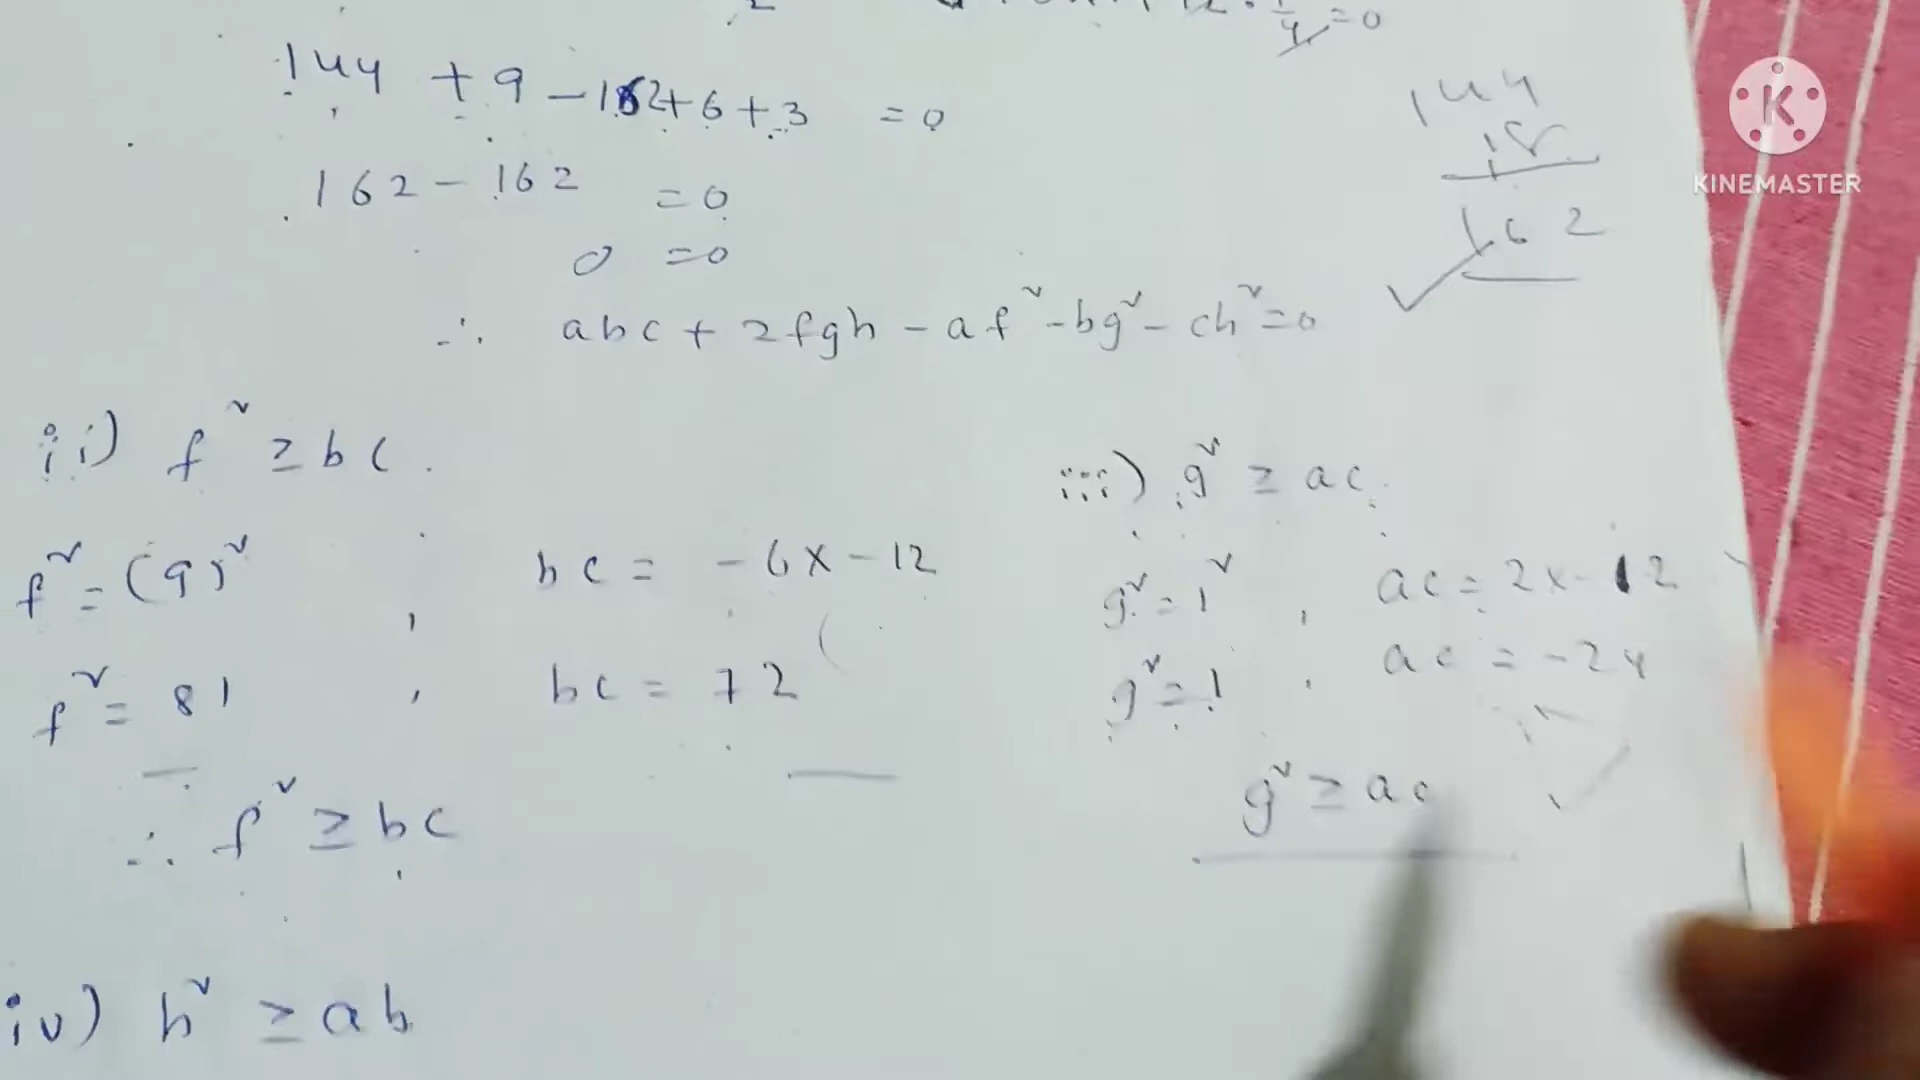 144 + 9 - 162 + 6 + 3 = 0
162 - 162 = 0
0 = 0
∴ abc + 2fgh - af² - bg² - ch² = 0
144
18
162
KINEMASTER
ii) f² ≥ bc.
f² = (9)² , bc = -6x-12
f² = 81 , bc = 72
∴ f² ≥ bc
iii) g² ≥ ac
g² = 1² , ac = 2x-12
g² = 1 , ac = -24
g² ≥ ac
iv) h² ≥ ab